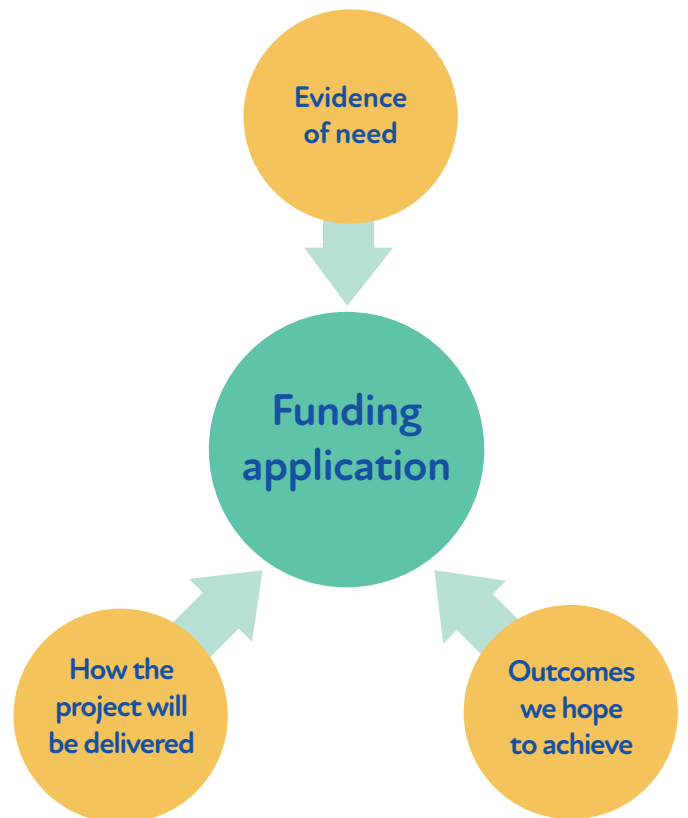 Evidence
of need
Funding
application
How the
project will
be delivered
Outcomes
we hope
to achieve